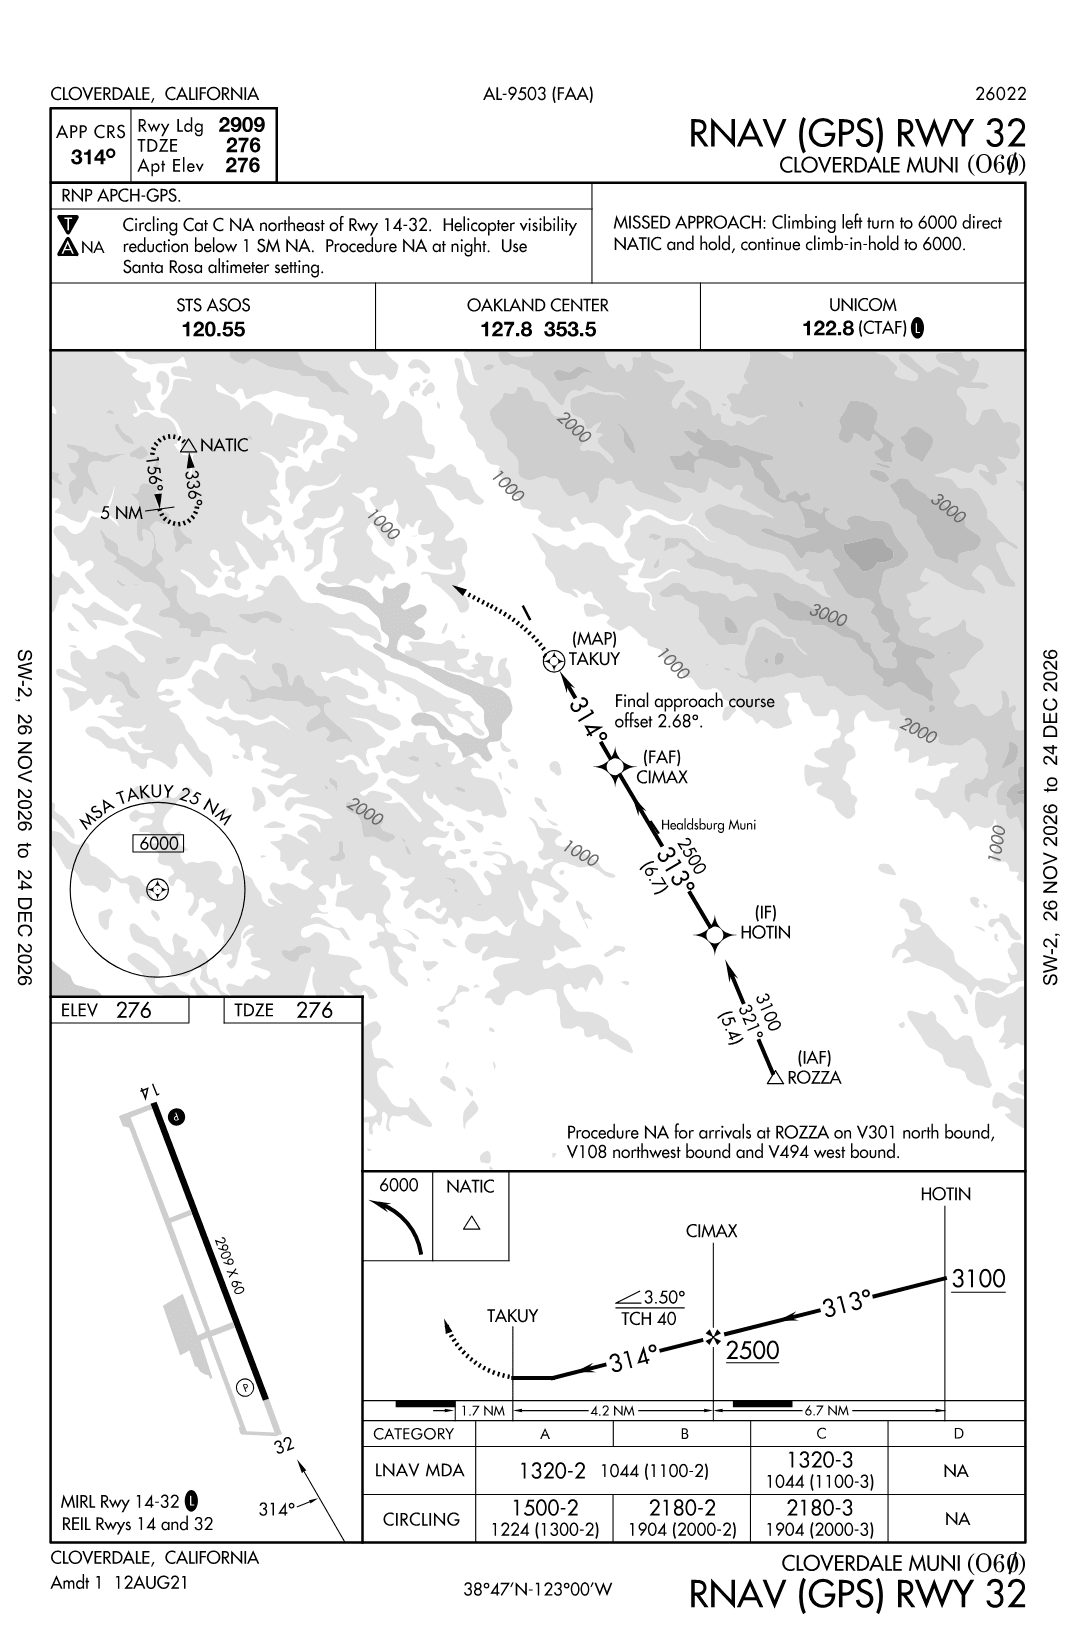 CLOVERDALE, CALIFORNIA
AL-9503 (FAA)
26022
APP CRS
314°
Rwy Ldg 2909
TDZE 276
Apt Elev 276
RNAV (GPS) RWY 32
CLOVERDALE MUNI (O6Ø)
RNP APCH-GPS.
T
A NA
Circling Cat C NA northeast of Rwy 14-32. Helicopter visibility
reduction below 1 SM NA. Procedure NA at night. Use
Santa Rosa altimeter setting.
MISSED APPROACH: Climbing left turn to 6000 direct
NATIC and hold, continue climb-in-hold to 6000.
STS ASOS
120.55
OAKLAND CENTER
127.8 353.5
UNICOM
122.8 (CTAF) L
2000
NATIC
156°
336°
5 NM
1000
1000
3000
3000
(MAP)
TAKUY
1000
Final approach course
offset 2.68°.
314°
2000
(FAF)
CIMAX
MSA TAKUY 25 NM
6000
2000
1000
1000
Healdsburg Muni
2500
313°
(6.7)
(IF)
HOTIN
3100
321°
(5.4)
(IAF)
ROZZA
Procedure NA for arrivals at ROZZA on V301 north bound,
V108 northwest bound and V494 west bound.
SW-2, 26 NOV 2026 to 24 DEC 2026
SW-2, 26 NOV 2026 to 24 DEC 2026
ELEV 276
TDZE 276
14
P
2909 X 60
P
32
314°
MIRL Rwy 14-32 L
REIL Rwys 14 and 32
6000
NATIC
HOTIN
CIMAX
3100
313°
3.50°
TCH 40
TAKUY
2500
314°
1.7 NM
4.2 NM
6.7 NM
CATEGORY A B C D
LNAV MDA 1320-2 1044 (1100-2) 1320-3 1044 (1100-3) NA
CIRCLING 1500-2 1224 (1300-2) 2180-2 1904 (2000-2) 2180-3 1904 (2000-3) NA
CLOVERDALE, CALIFORNIA
Amdt 1 12AUG21
38°47'N-123°00'W
CLOVERDALE MUNI (O6Ø)
RNAV (GPS) RWY 32